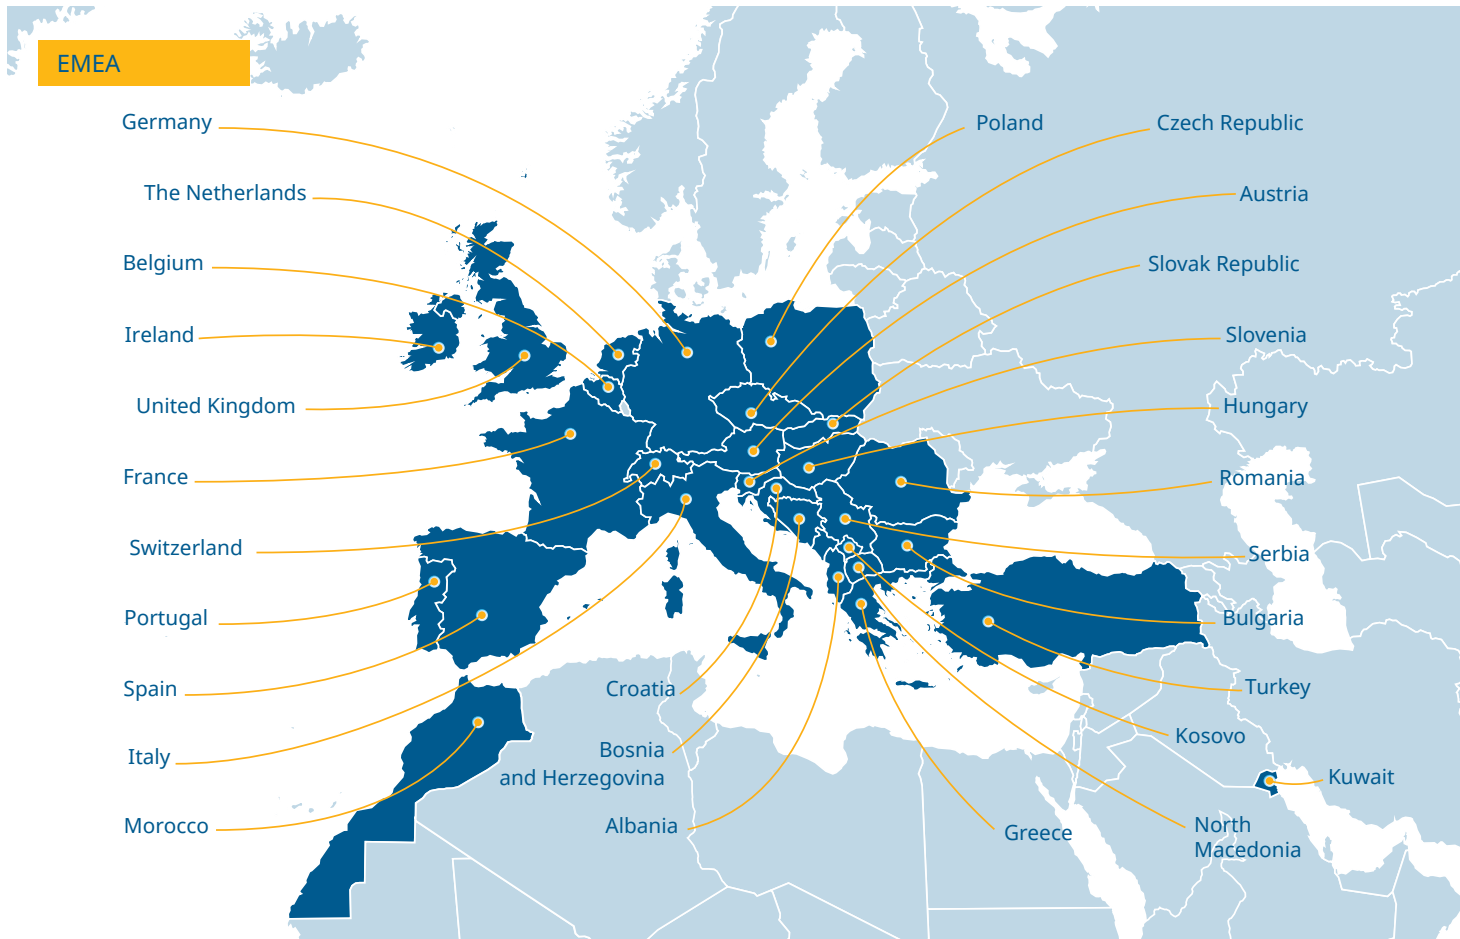 EMEA
Germany
The Netherlands
Belgium
Ireland
United Kingdom
France
Switzerland
Portugal
Spain
Italy
Morocco
Croatia
Bosnia
and Herzegovina
Albania
Poland
Czech Republic
Austria
Slovak Republic
Slovenia
Hungary
Romania
Serbia
Bulgaria
Turkey
Kosovo
Kuwait
Greece
North
Macedonia